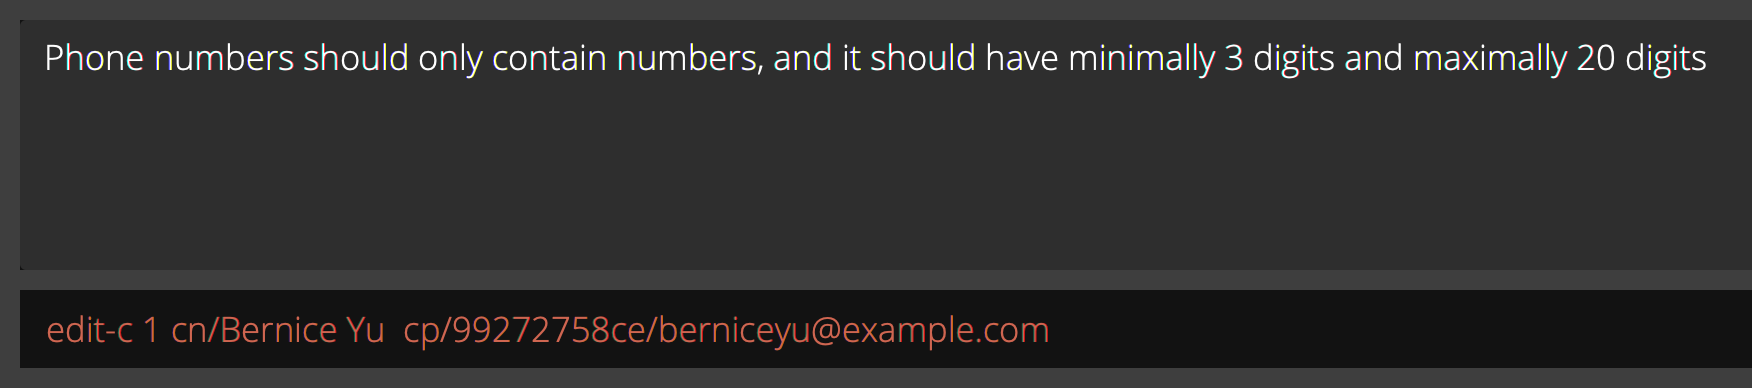 Phone numbers should only contain numbers, and it should have minimally 3 digits and maximally 20 digits
edit-c 1 cn/Bernice Yu  cp/99272758ce/berniceyu@example.com